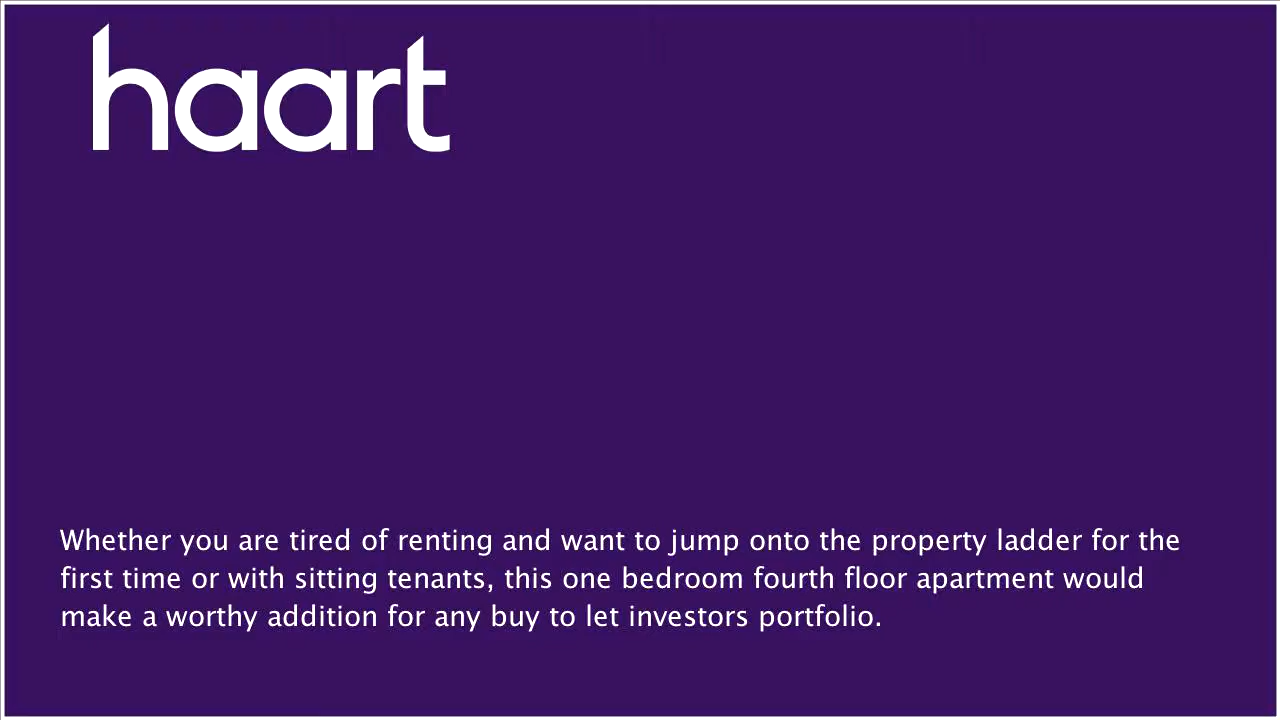 haart
Whether you are tired of renting and want to jump onto the property ladder for the
first time or with sitting tenants, this one bedroom fourth floor apartment would
make a worthy addition for any buy to let investors portfolio.